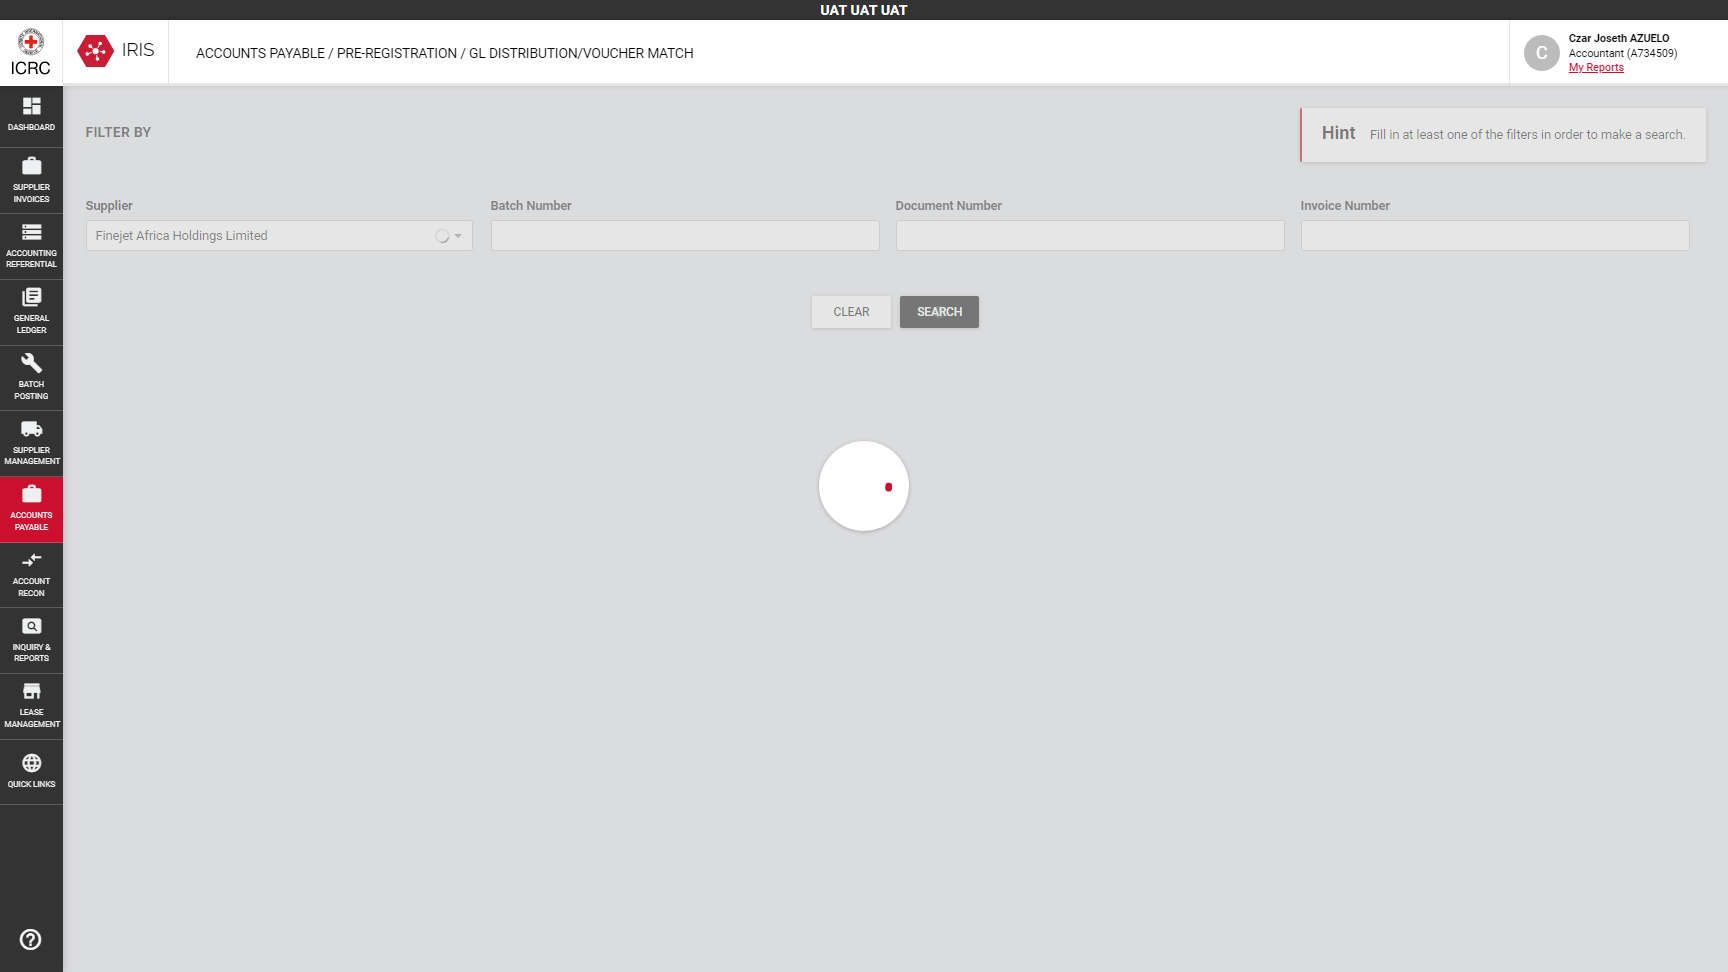 UAT UAT UAT
ICRC
IRIS
ACCOUNTS PAYABLE / PRE-REGISTRATION / GL DISTRIBUTION/VOUCHER MATCH
C
Czar Joseth AZUELO
Accountant (A734509)
My Reports
DASHBOARD
SUPPLIER
INVOICES
ACCOUNTING
REFERENTIAL
GENERAL
LEDGER
BATCH
POSTING
SUPPLIER
MANAGEMENT
ACCOUNTS
PAYABLE
ACCOUNT
RECON
INQUIRY &
REPORTS
LEASE
MANAGEMENT
QUICK LINKS
FILTER BY
Hint Fill in at least one of the filters in order to make a search.
Supplier
Finejet Africa Holdings Limited
Batch Number
Document Number
Invoice Number
CLEAR
SEARCH